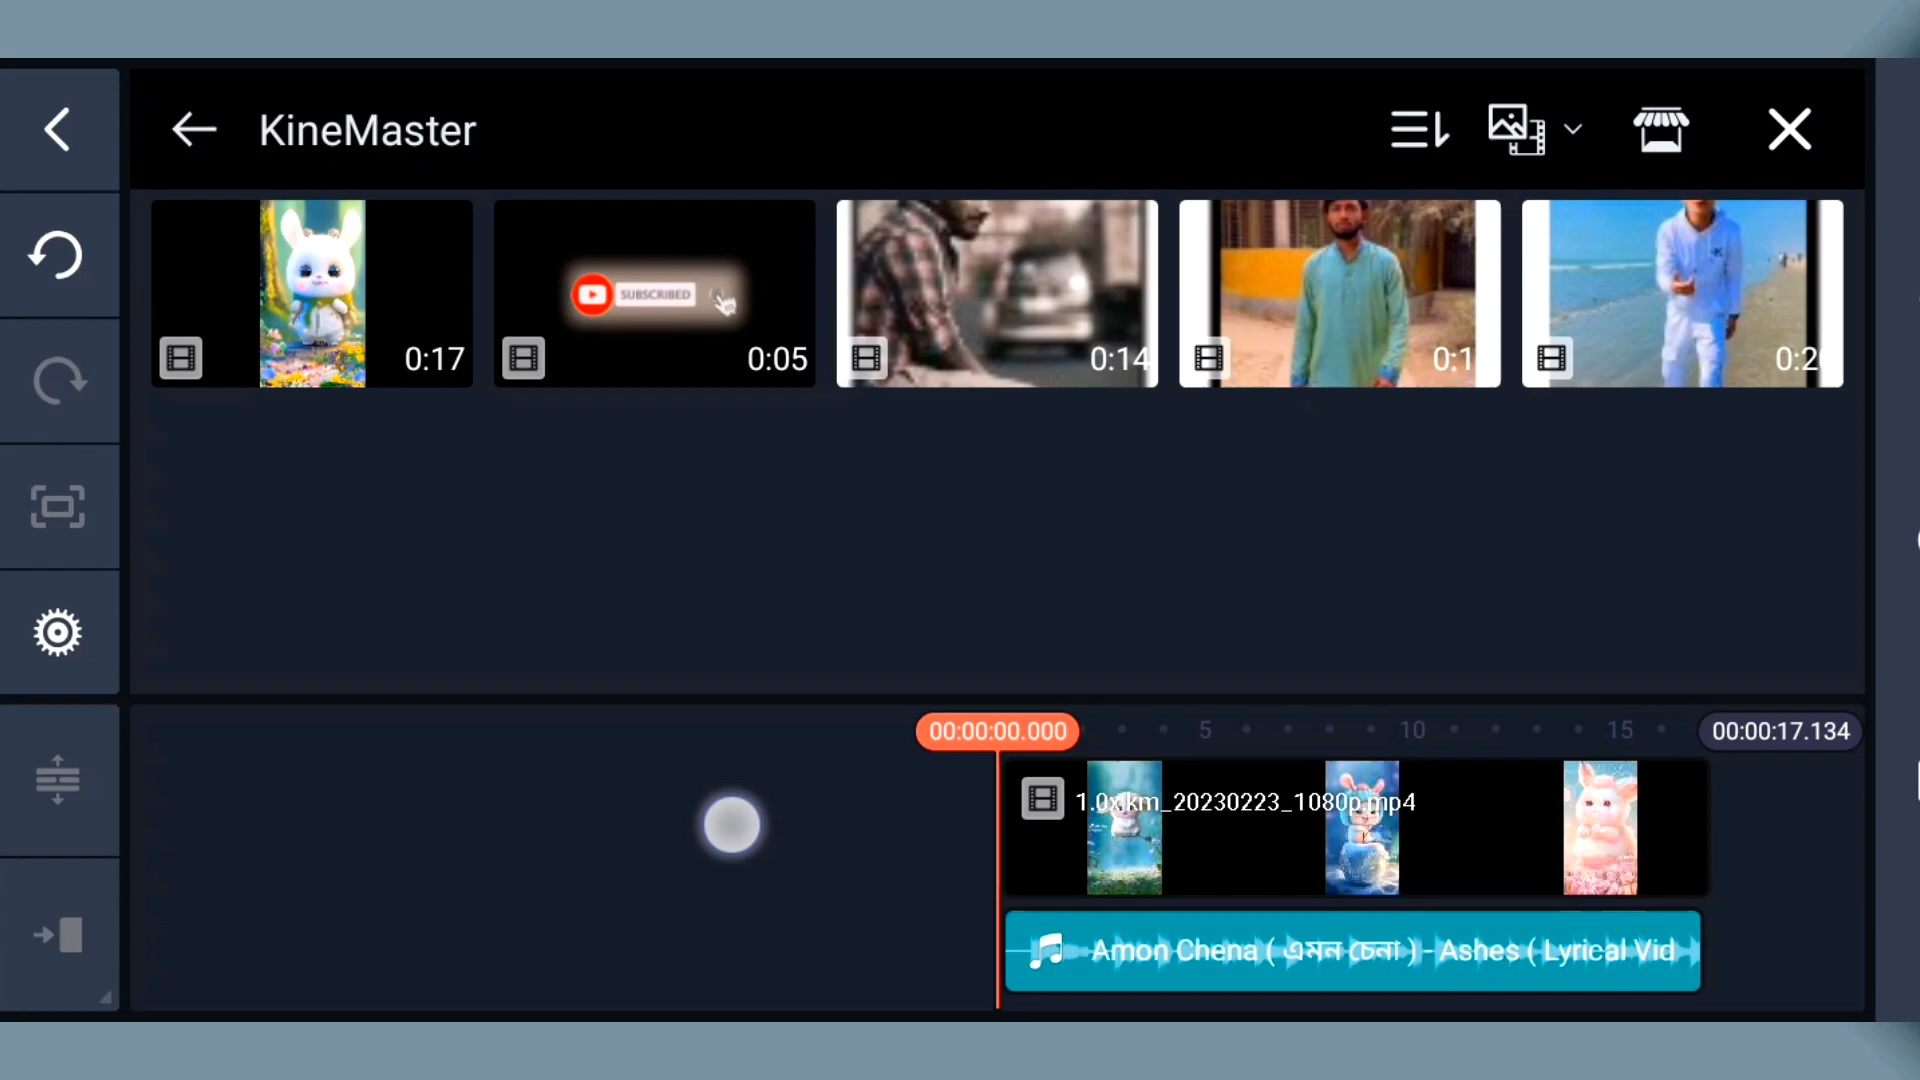 KineMaster
0:17
SUBSCRIBED
0:05
0:14
0:1
0:2
00:00:00.000
5
10
15
00:00:17.134
1.0x km_20230223_1080p.mp4
Amon Chena ( এমন চেনা ) - Ashes ( Lyrical Vid